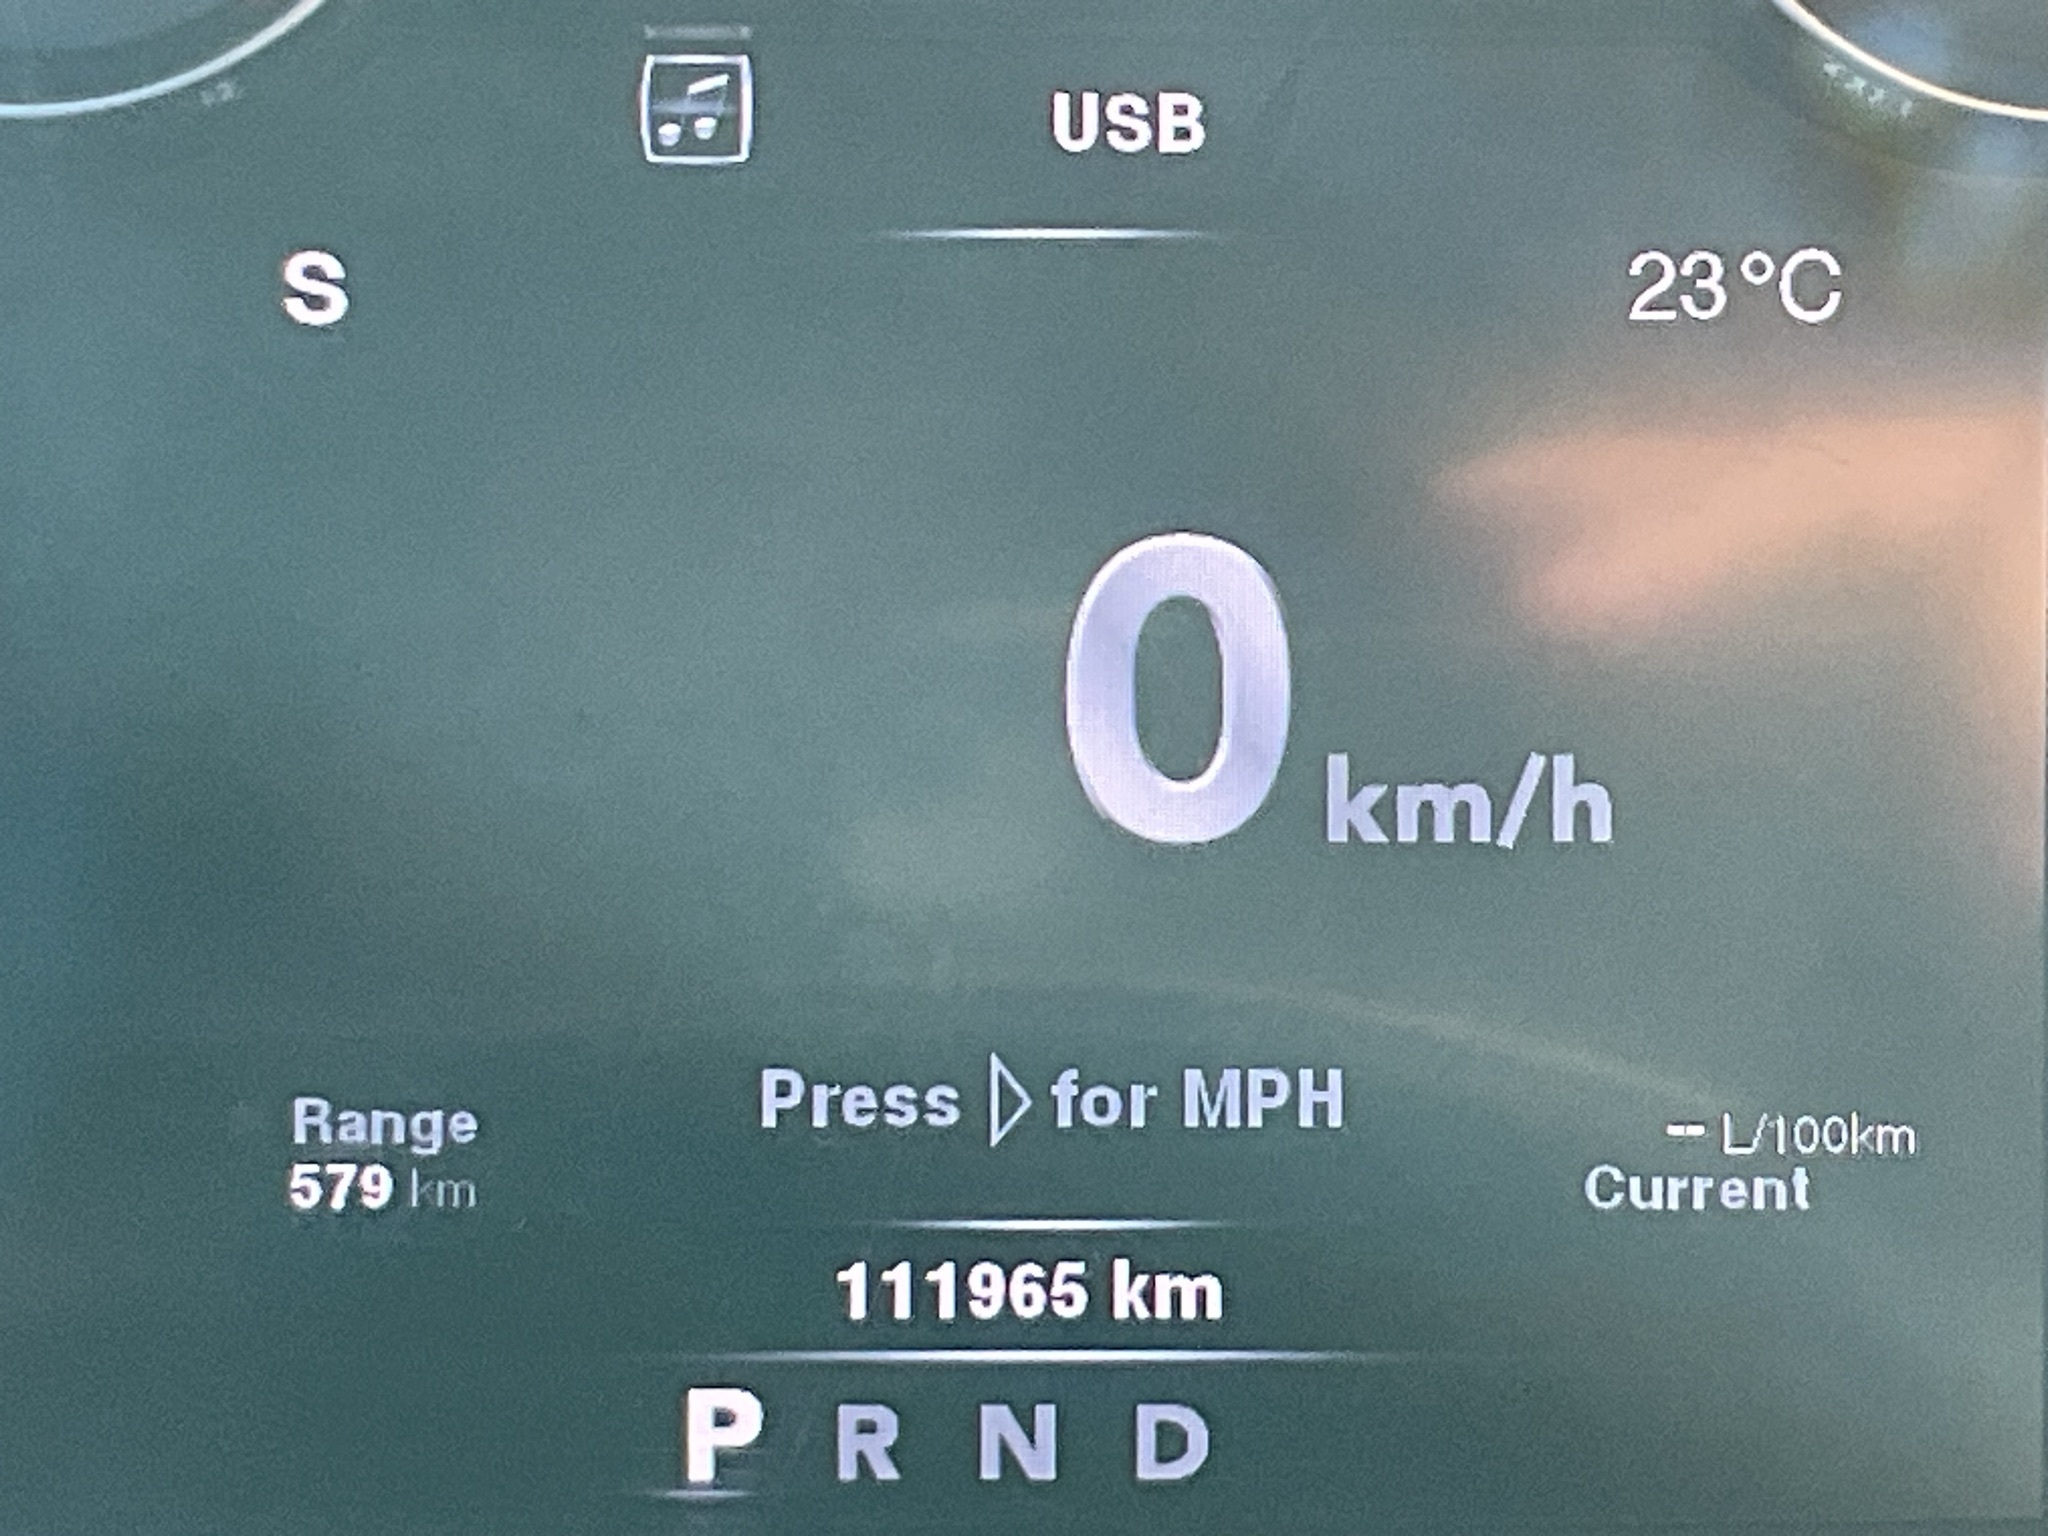 USB
S
23°C
0 km/h
Press ▷ for MPH
Range
579 km
-- L/100km
Current
111965 km
P R N D